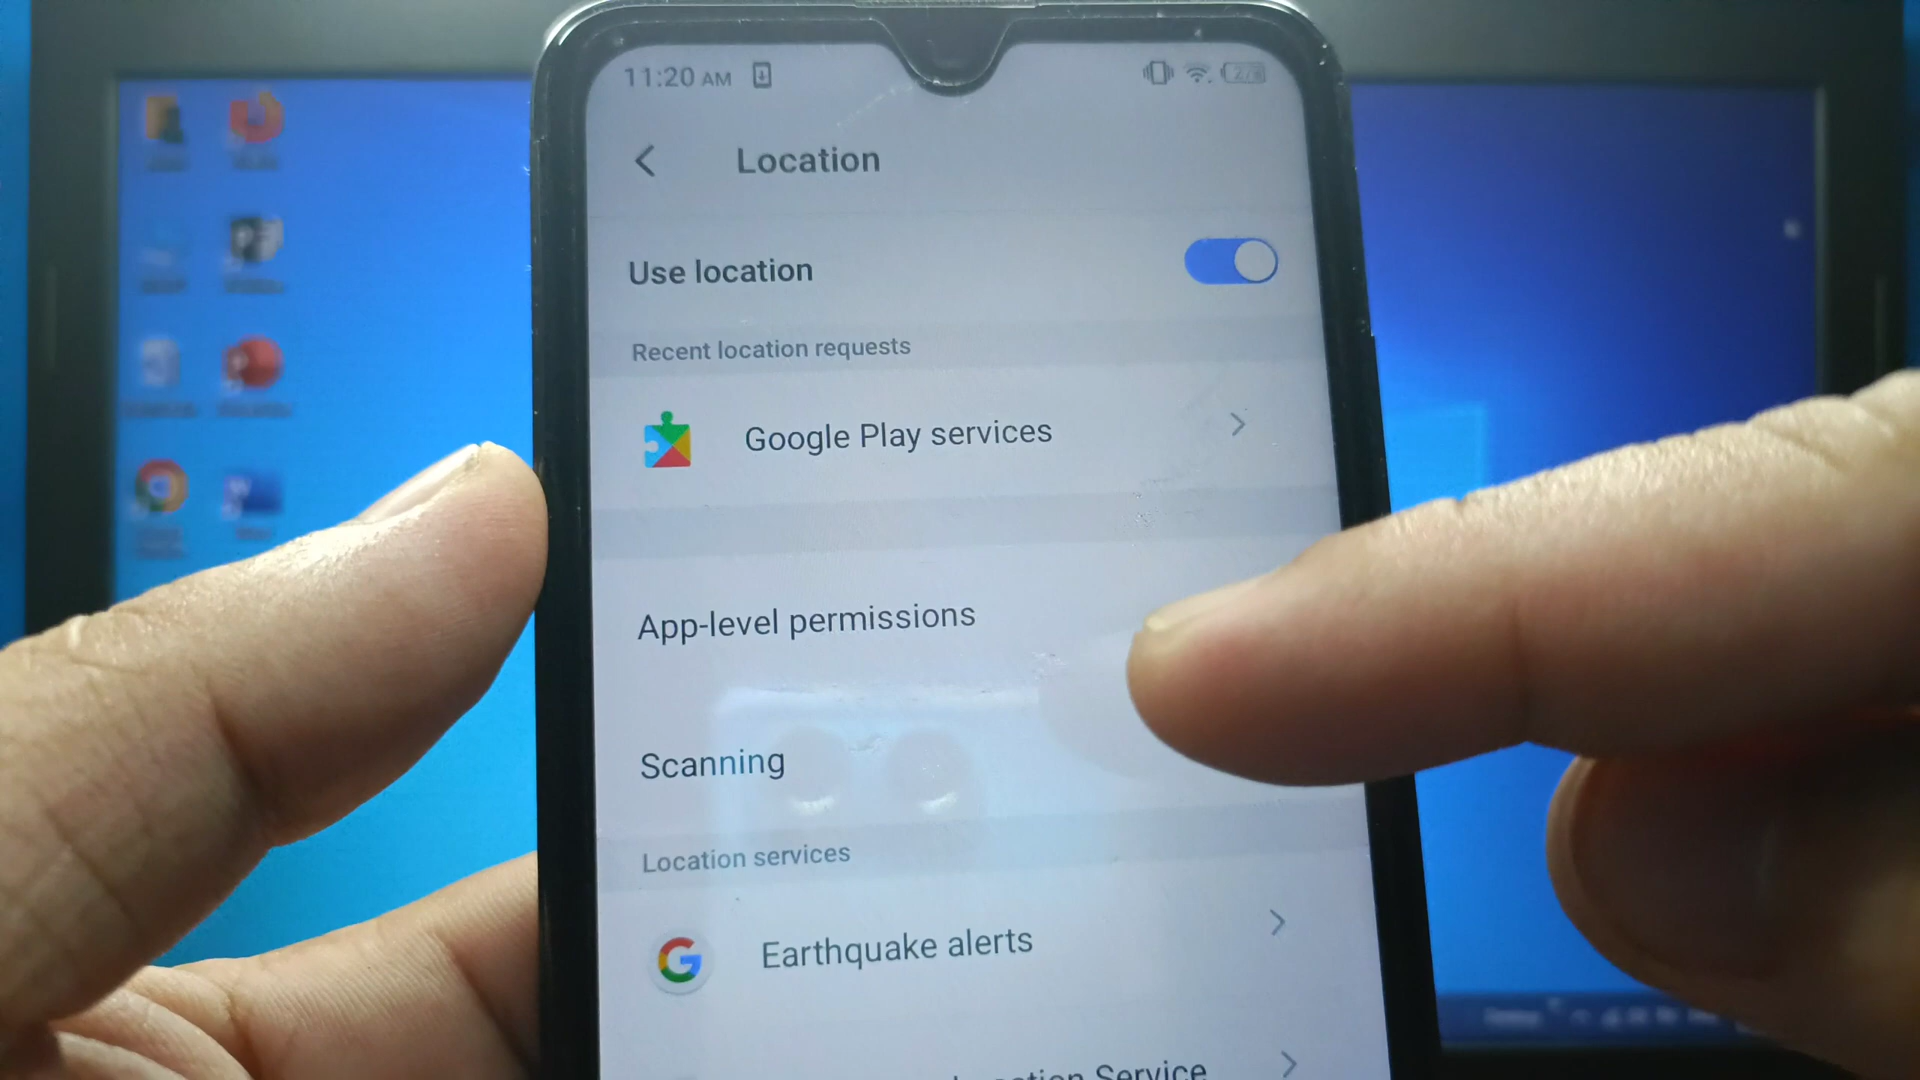 11:20 AM
Location
Use location
Recent location requests
Google Play services
App-level permissions
Scanning
Location services
Earthquake alerts
Service